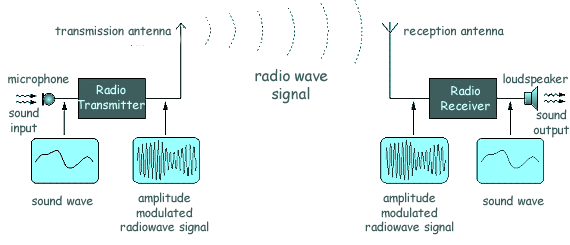 transmission antenna
reception antenna
radio wave
signal
microphone
Radio
Transmitter
sound
input
sound wave
amplitude
modulated
radiowave signal
Radio
Receiver
loudspeaker
sound
output
amplitude
modulated
radiowave signal
sound wave